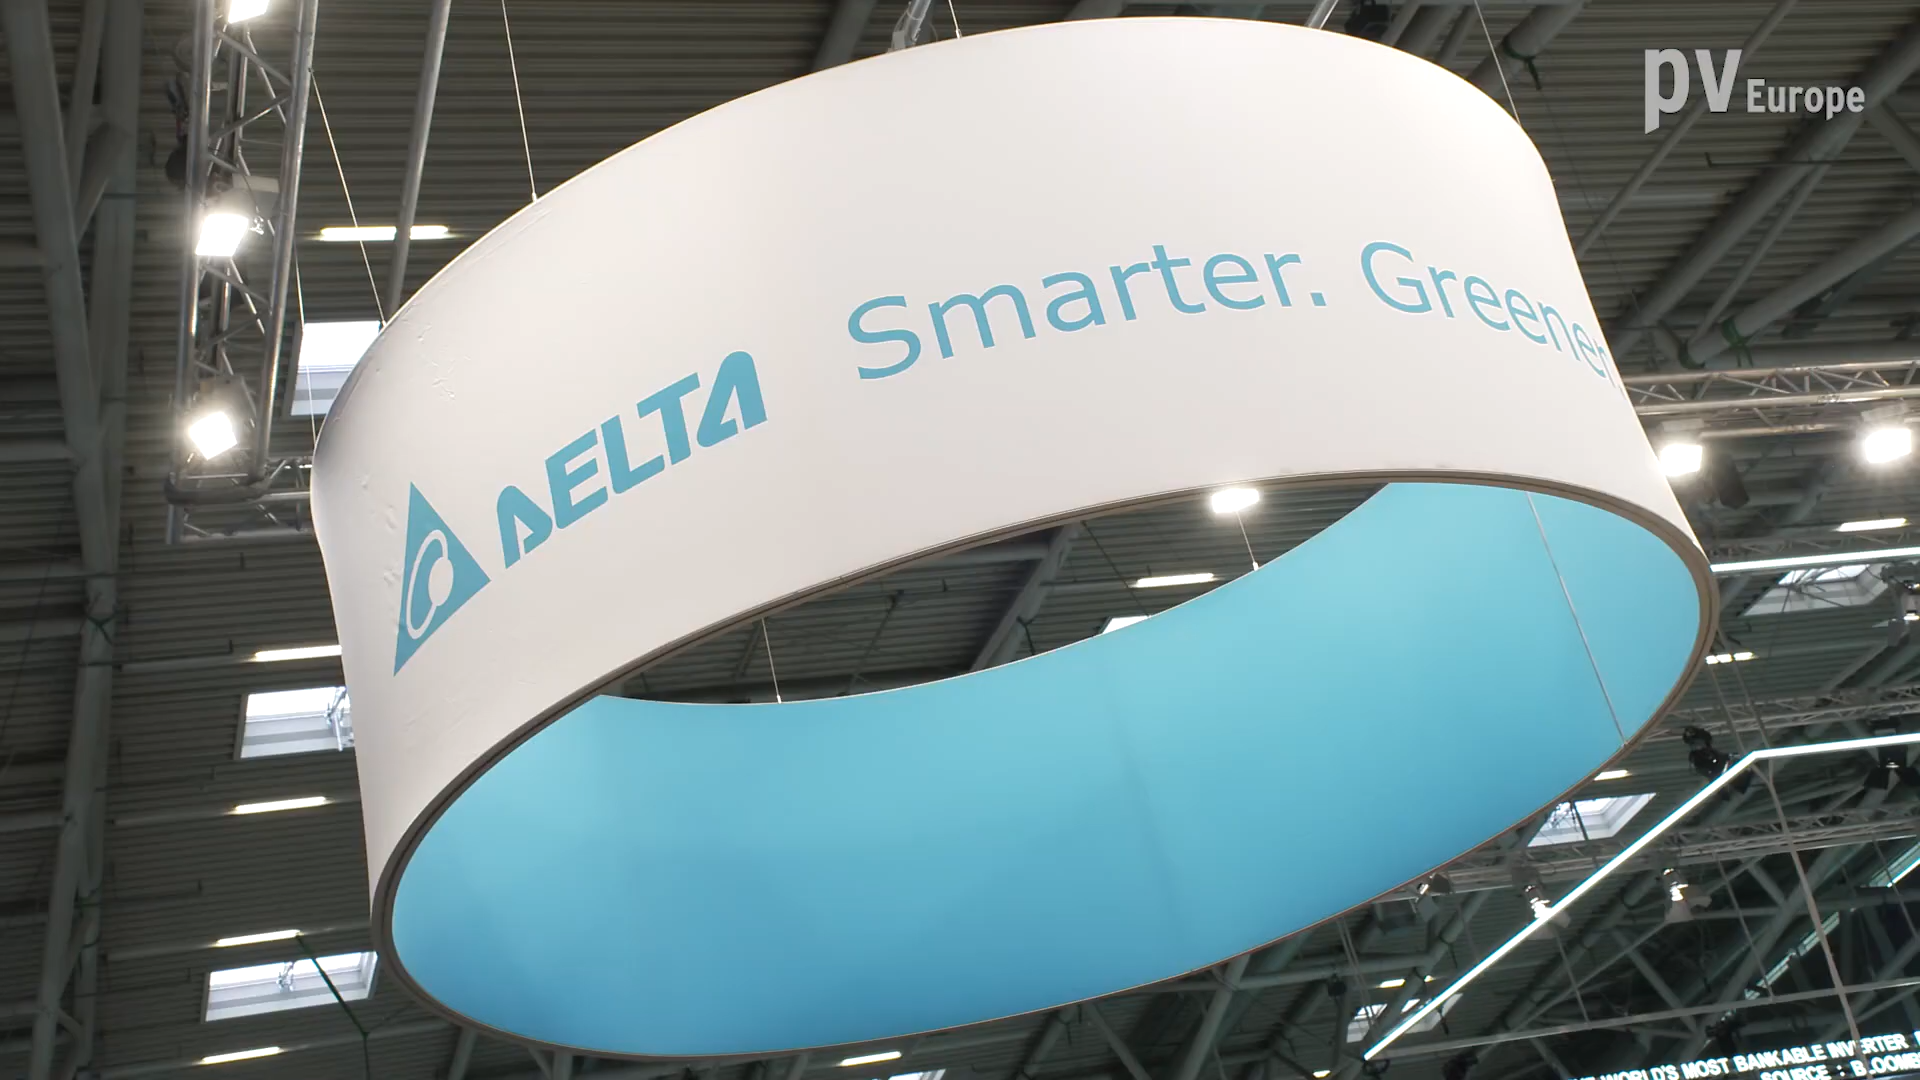 pv Europe
DELTA Smarter. Greener.
WORLD'S MOST BANKABLE INVERTER
SOURCE :